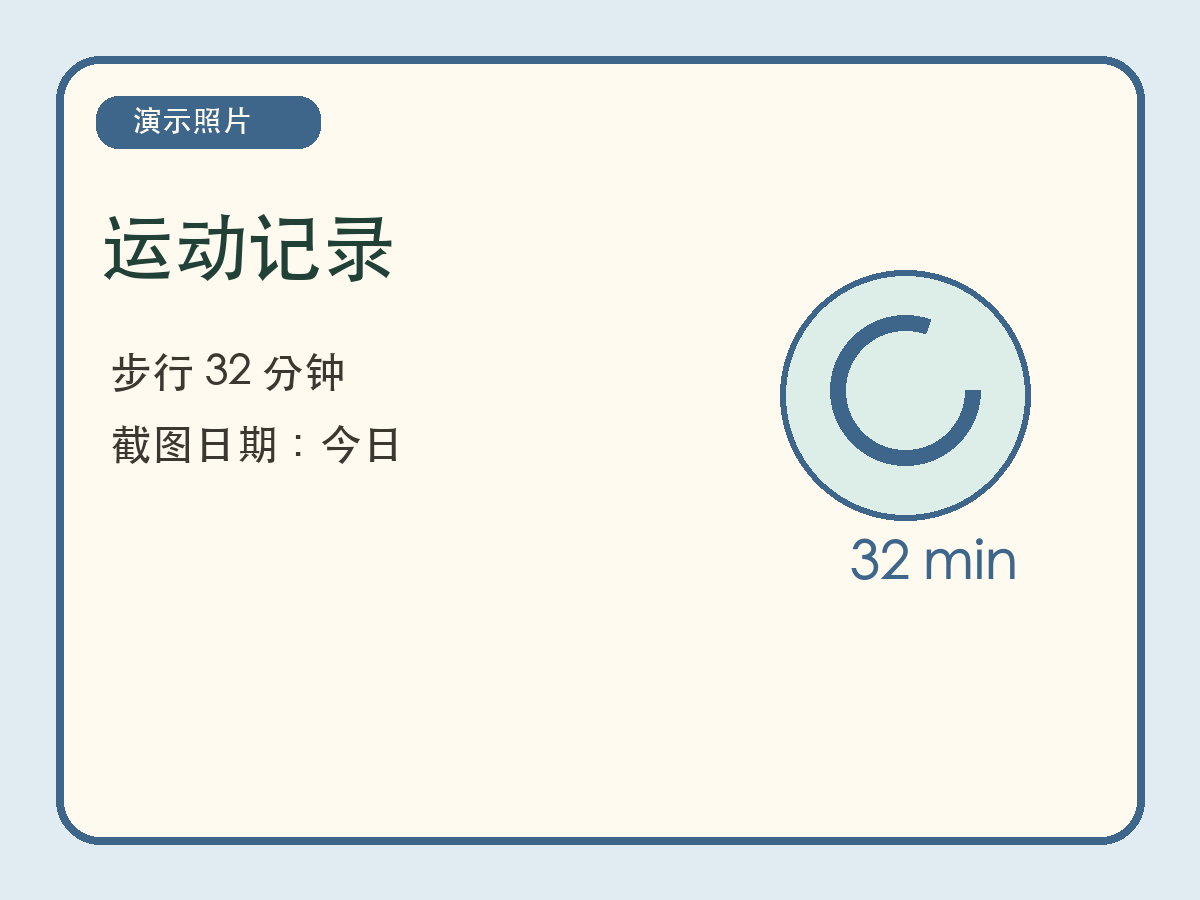 演示照片
运动记录
步行 32 分钟
截图日期：今日
32 min